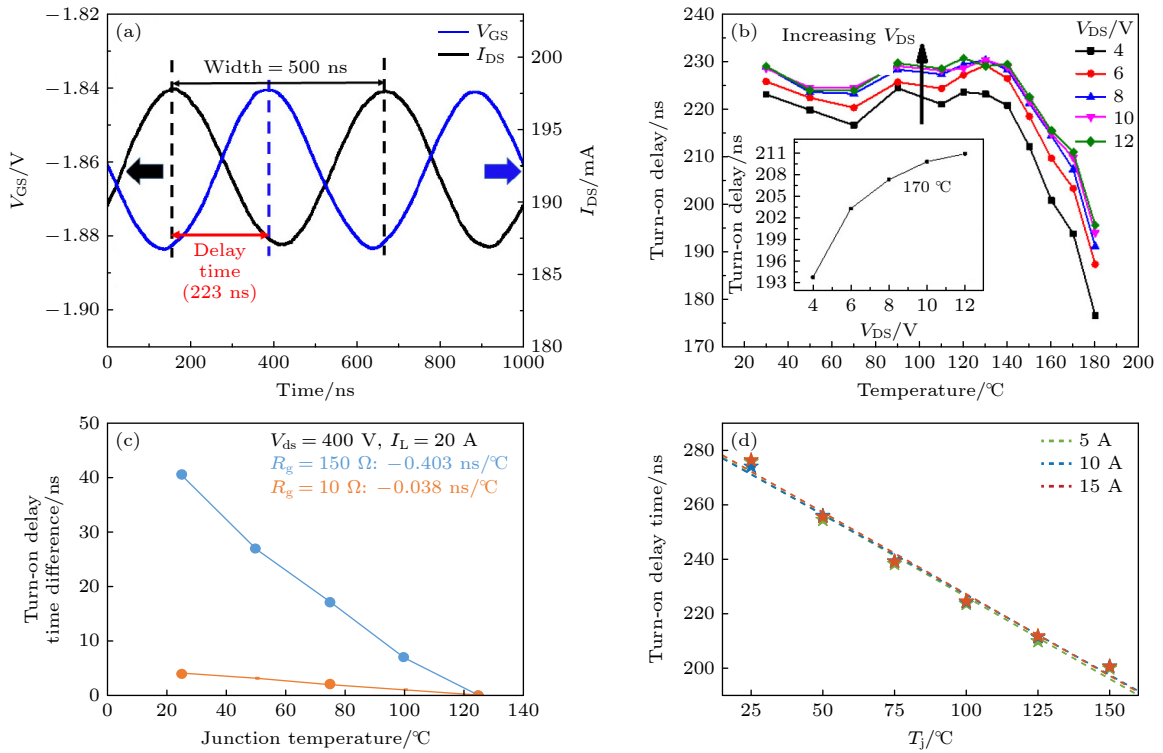 (a)
V_GS
I_DS
Width = 500 ns
Delay
time
(223 ns)
−1.82
−1.84
−1.86
−1.88
−1.90
V_GS/V
200
195
190
185
180
I_DS/mA
0 200 400 600 800 1000
Time/ns
(b)
Increasing V_DS
V_DS/V
4
6
8
10
12
240
230
220
210
200
190
180
170
Turn-on delay/ns
211
208
205
202
199
196
193
Turn-on delay/ns
170 ℃
4 6 8 10 12
V_DS/V
20 40 60 80 100 120 140 160 180 200
Temperature/℃
(c)
V_ds = 400 V, I_L = 20 A
R_g = 150 Ω: −0.403 ns/℃
R_g = 10 Ω: −0.038 ns/℃
50
40
30
20
10
0
Turn-on delay
time difference/ns
0 20 40 60 80 100 120 140
Junction temperature/℃
(d)
5 A
10 A
15 A
280
260
240
220
200
Turn-on delay time/ns
25 50 75 100 125 150
T_j/℃